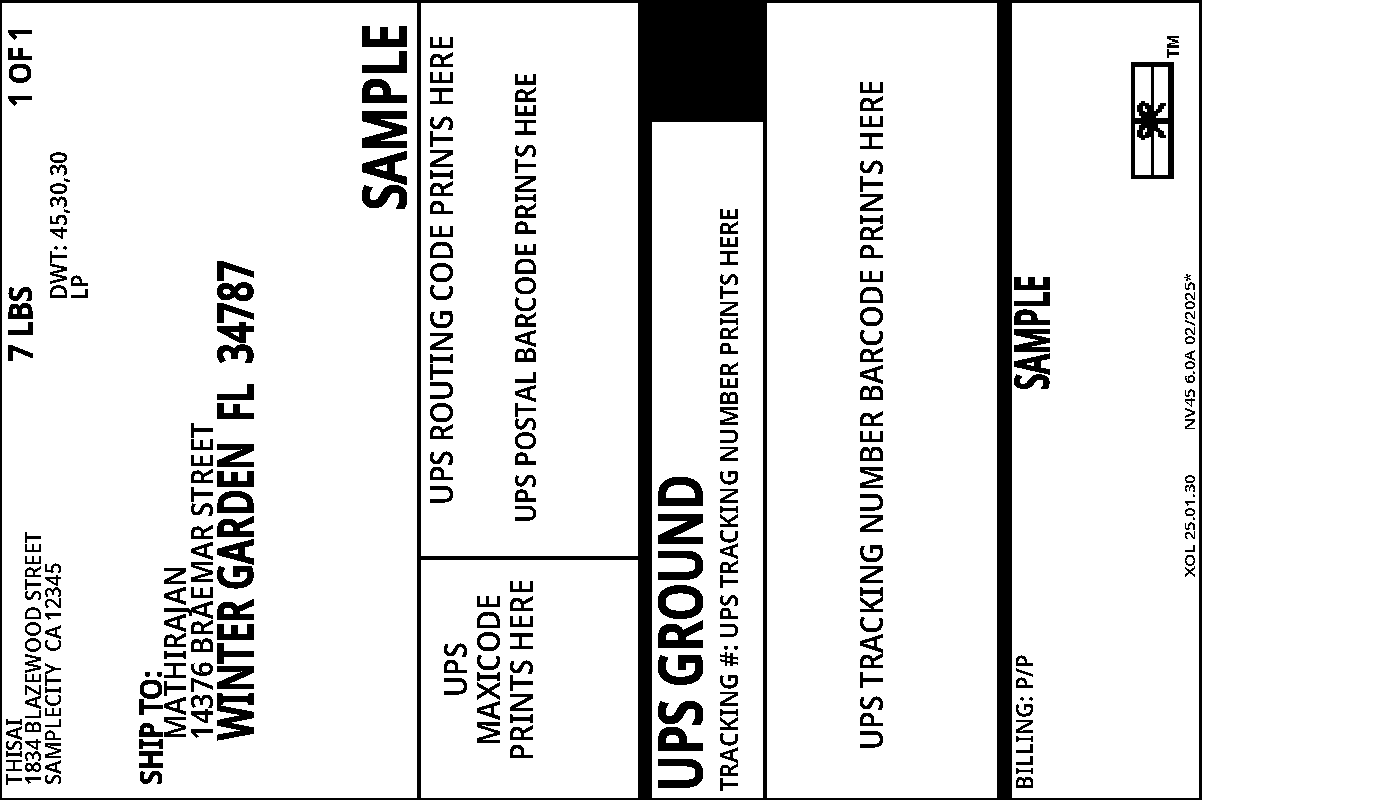 THISAI
1834 BLAZEWOOD STREET
SAMPLECITY CA 12345
7 LBS
1 OF 1
DWT: 45,30,30
LP
SHIP TO:
MATHIRAJAN
14376 BRAEMAR STREET
WINTER GARDEN FL 34787
SAMPLE
UPS
MAXICODE
PRINTS HERE
UPS ROUTING CODE PRINTS HERE
UPS POSTAL BARCODE PRINTS HERE
UPS GROUND
TRACKING #: UPS TRACKING NUMBER PRINTS HERE
UPS TRACKING NUMBER BARCODE PRINTS HERE
BILLING: P/P
SAMPLE
XOL 25.01.30 NV45 6.0A 02/2025*
TM